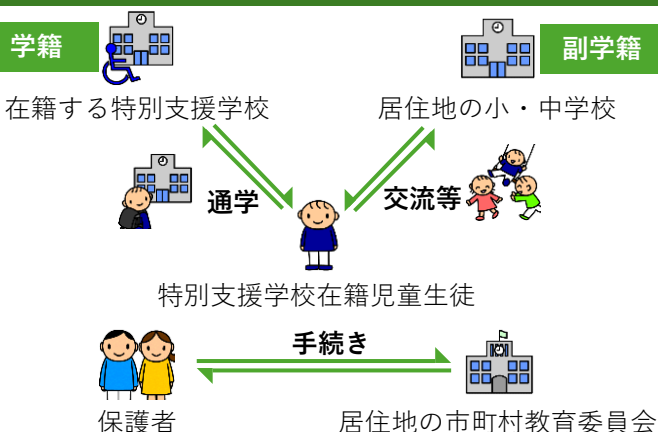 学籍
副学籍
在籍する特別支援学校
居住地の小・中学校
通学
交流等
特別支援学校在籍児童生徒
手続き
保護者
居住地の市町村教育委員会